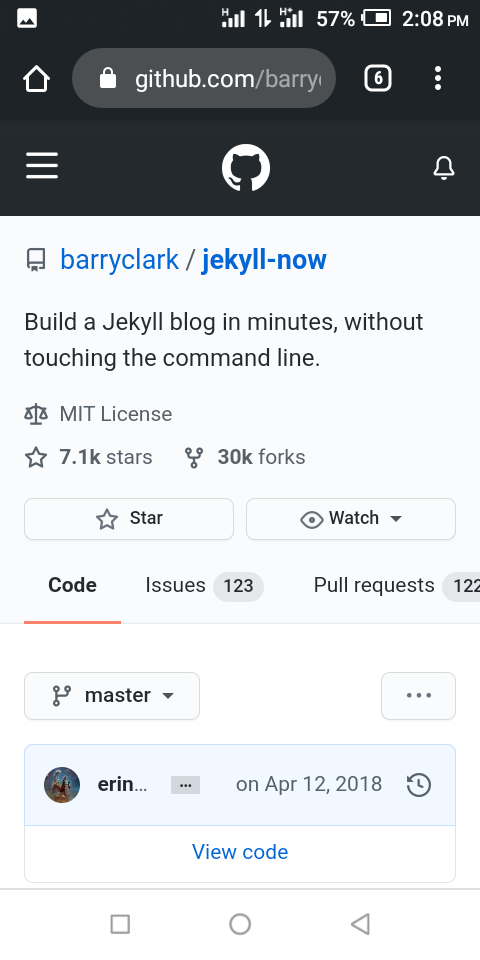 H H+ 57% 2:08 PM
github.com/barry
6
barryclark / jekyll-now
Build a Jekyll blog in minutes, without
touching the command line.
MIT License
7.1k stars 30k forks
Star Watch
Code Issues 123 Pull requests 122
master ...
erin... ... on Apr 12, 2018
View code